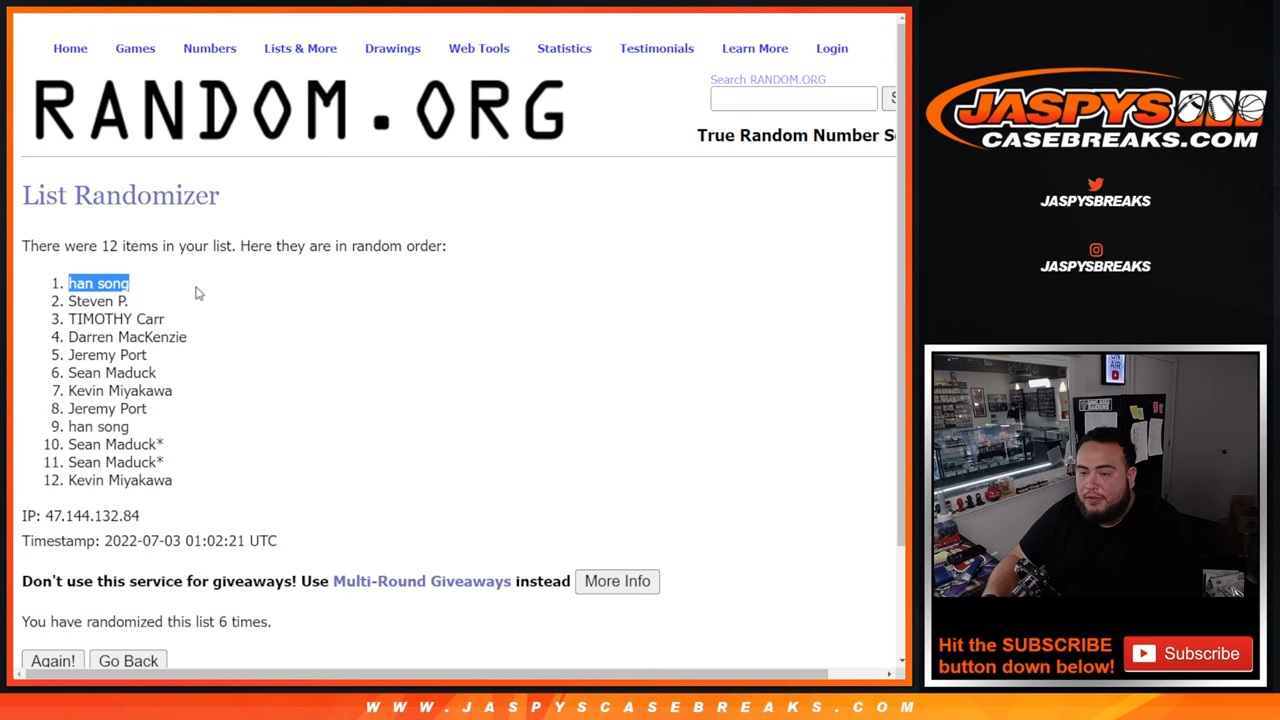 Home Games Numbers Lists & More Drawings Web Tools Statistics Testimonials Learn More Login
RANDOM.ORG
Search RANDOM.ORG
True Random Number S
List Randomizer
There were 12 items in your list. Here they are in random order:
1. han song
2. Steven P.
3. TIMOTHY Carr
4. Darren MacKenzie
5. Jeremy Port
6. Sean Maduck
7. Kevin Miyakawa
8. Jeremy Port
9. han song
10. Sean Maduck*
11. Sean Maduck*
12. Kevin Miyakawa
IP: 47.144.132.84
Timestamp: 2022-07-03 01:02:21 UTC
Don't use this service for giveaways! Use Multi-Round Giveaways instead More Info
You have randomized this list 6 times.
Again! Go Back
JASPYS
CASEBREAKS.COM
JASPYSBREAKS
JASPYSBREAKS
Hit the SUBSCRIBE
button down below!
Subscribe
WWW.JASPYSCASEBREAKS.COM